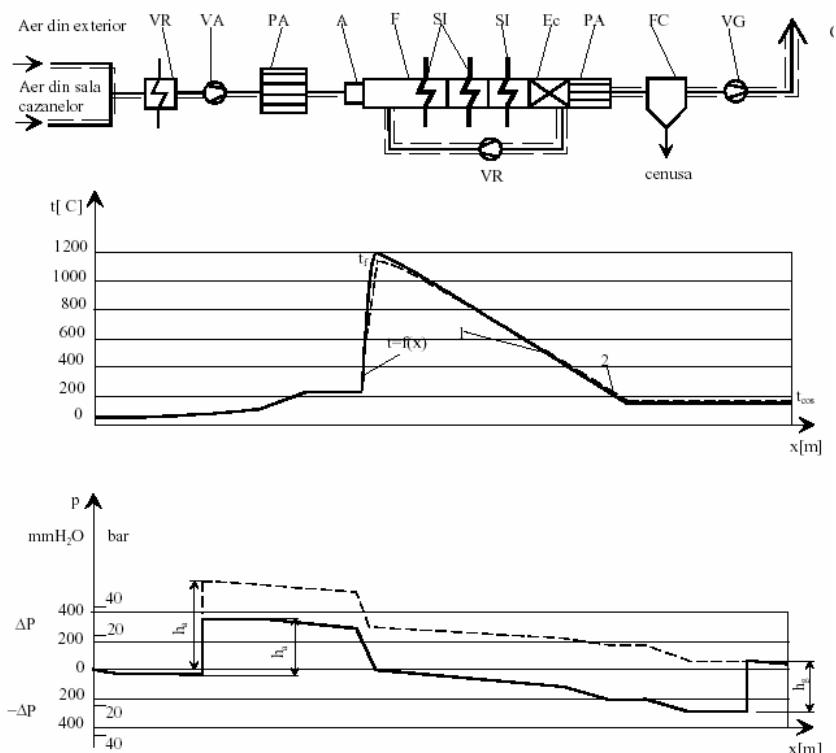 Aer din exterior
VR VA PA A F SI SI Ec PA FC VG
Aer din sala
cazanelor
VR
cenusa
t[ C]
1200
1000
800
600
400
200
0
t_f
t=f(x)
1
2
t_cos
x[m]
p
mmH₂O bar
400 40
ΔP
200 20
0
200
−ΔP 20
400
40
h_a
h_a
h_g
x[m]